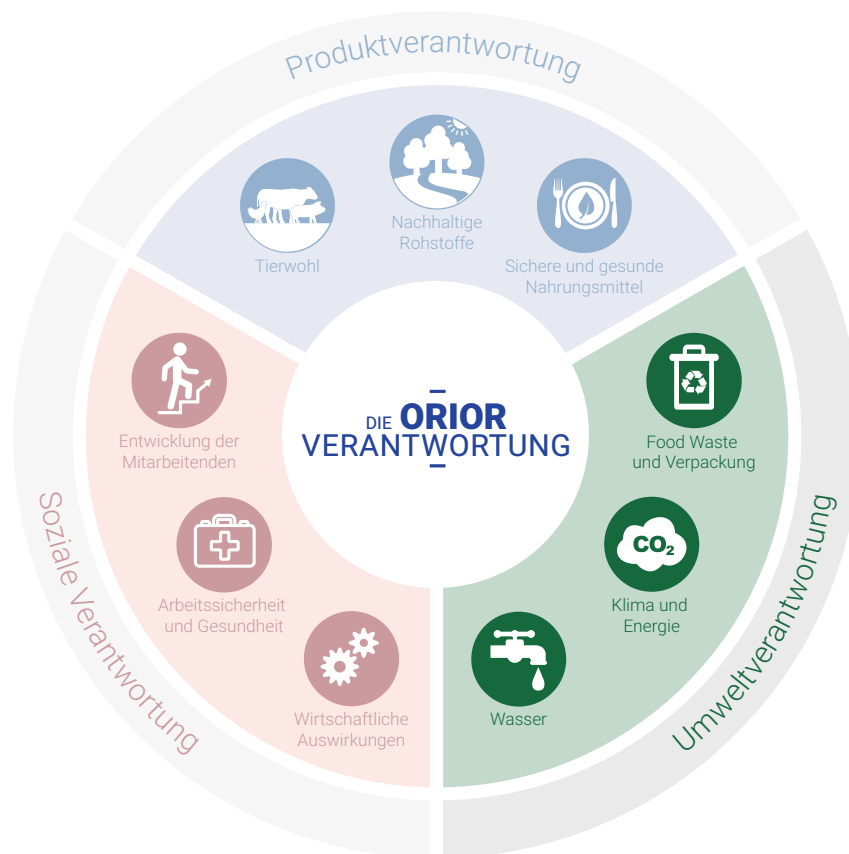 Produktverantwortung
Tierwohl
Nachhaltige
Rohstoffe
Sichere und gesunde
Nahrungsmittel
DIE ORIOR
VERANTWORTUNG
Entwicklung der
Mitarbeitenden
Arbeitssicherheit
und Gesundheit
Wirtschaftliche
Auswirkungen
Soziale Verantwortung
Food Waste
und Verpackung
CO₂
Klima und
Energie
Wasser
Umweltverantwortung